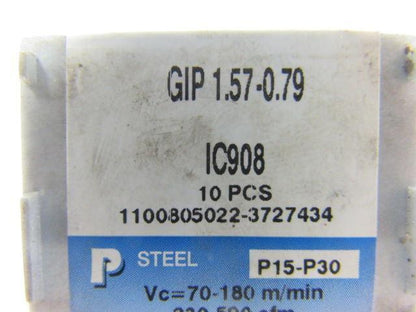 GIP 1.57-0.79
IC908
10 PCS
1100805022-3727434
P STEEL P15-P30
Vc=70-180 m/min